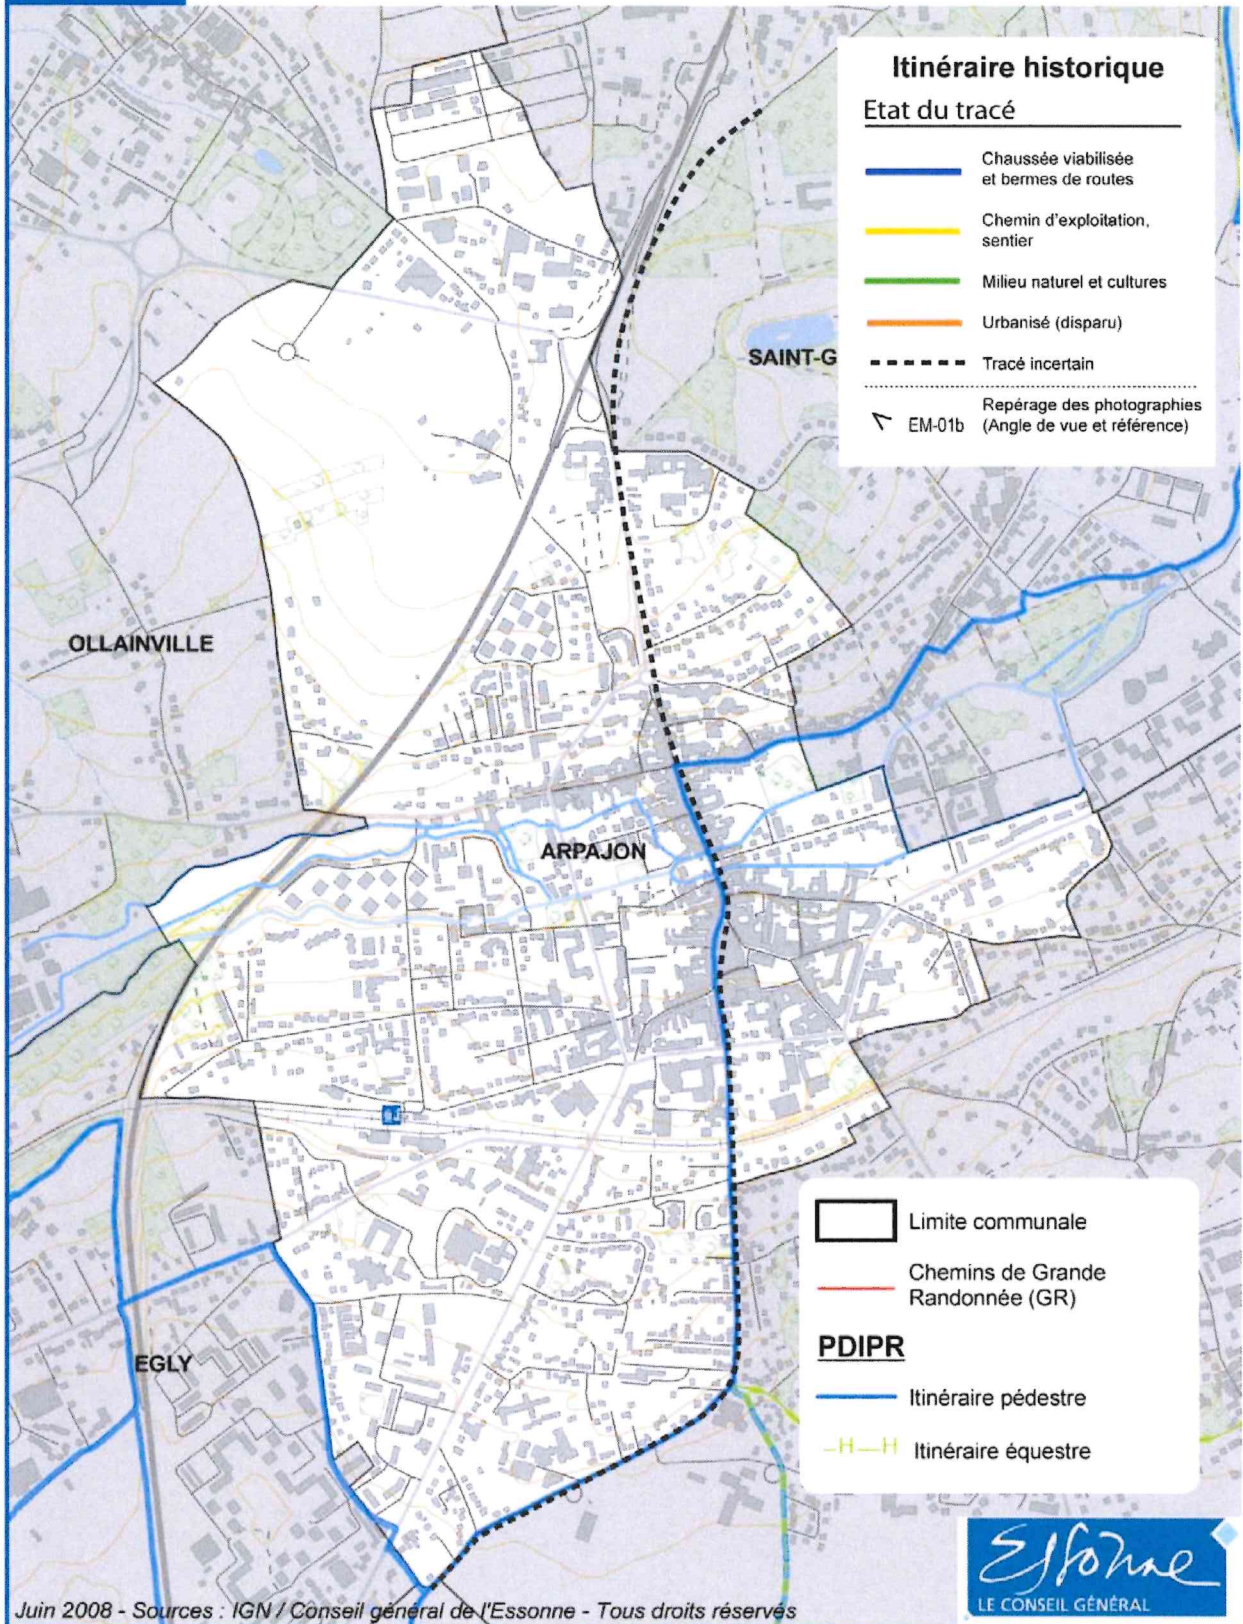 Itinéraire historique
Etat du tracé
Chaussée viabilisée
et bermes de routes
Chemin d'exploitation,
sentier
Milieu naturel et cultures
Urbanisé (disparu)
Tracé incertain
EM-01b
Repérage des photographies
(Angle de vue et référence)
SAINT-G
OLLAINVILLE
ARPAJON
EGLY
Limite communale
Chemins de Grande
Randonnée (GR)
PDIPR
Itinéraire pédestre
H H Itinéraire équestre
Essonne
LE CONSEIL GÉNÉRAL
Juin 2008 - Sources : IGN / Conseil général de l'Essonne - Tous droits réservés